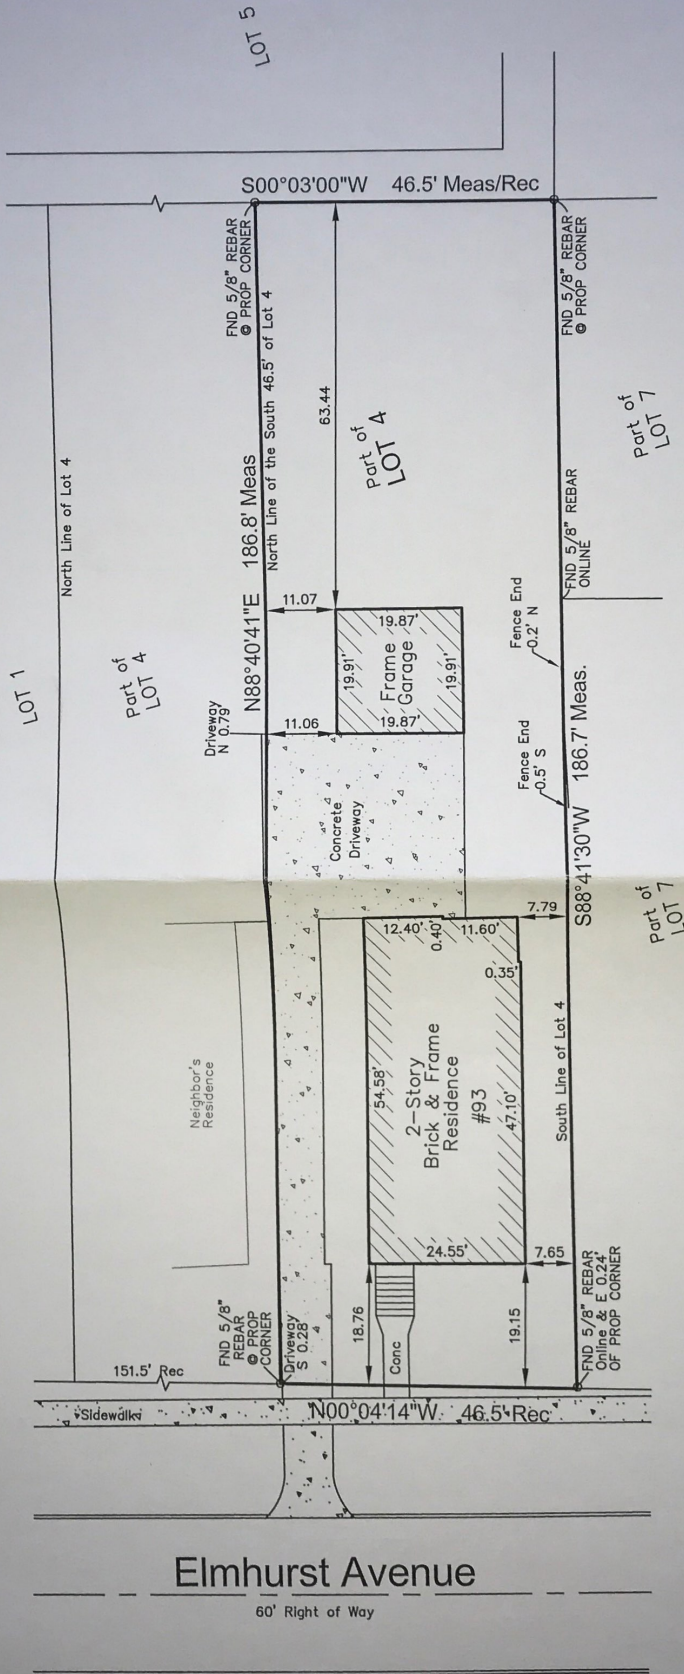 LOT 5
S00°03'00"W 46.5' Meas/Rec
FND 5/8" REBAR
@ PROP CORNER
FND 5/8" REBAR
@ PROP CORNER
North Line of Lot 4
N88°40'41"E 186.8' Meas
North Line of the South 46.5' of Lot 4
63.44
Part of
LOT 4
Part of
LOT 7
FND 5/8" REBAR
ONLINE
LOT 1
Part of
LOT 4
11.07
19.87'
19.91'
Frame
Garage
19.91'
19.87'
11.06
Driveway
N 0.79'
Fence End
0.2' N
Fence End
0.5' S
S88°41'30"W 186.7' Meas.
Concrete
Driveway
Part of
LOT 7
7.79
12.40'
0.40'
11.60'
0.35'
Neighbor's
Residence
54.58'
2-Story
Brick & Frame
Residence
#93
47.10'
South Line of Lot 4
24.55'
7.65
18.76
19.15
Conc
FND 5/8"
REBAR
@ PROP
CORNER
Driveway
S 0.28'
FND 5/8" REBAR
Online & E 0.24'
OF PROP CORNER
151.5' Rec
Sidewalk
N00°04'14"W 46.5' Rec
Elmhurst Avenue
60' Right of Way